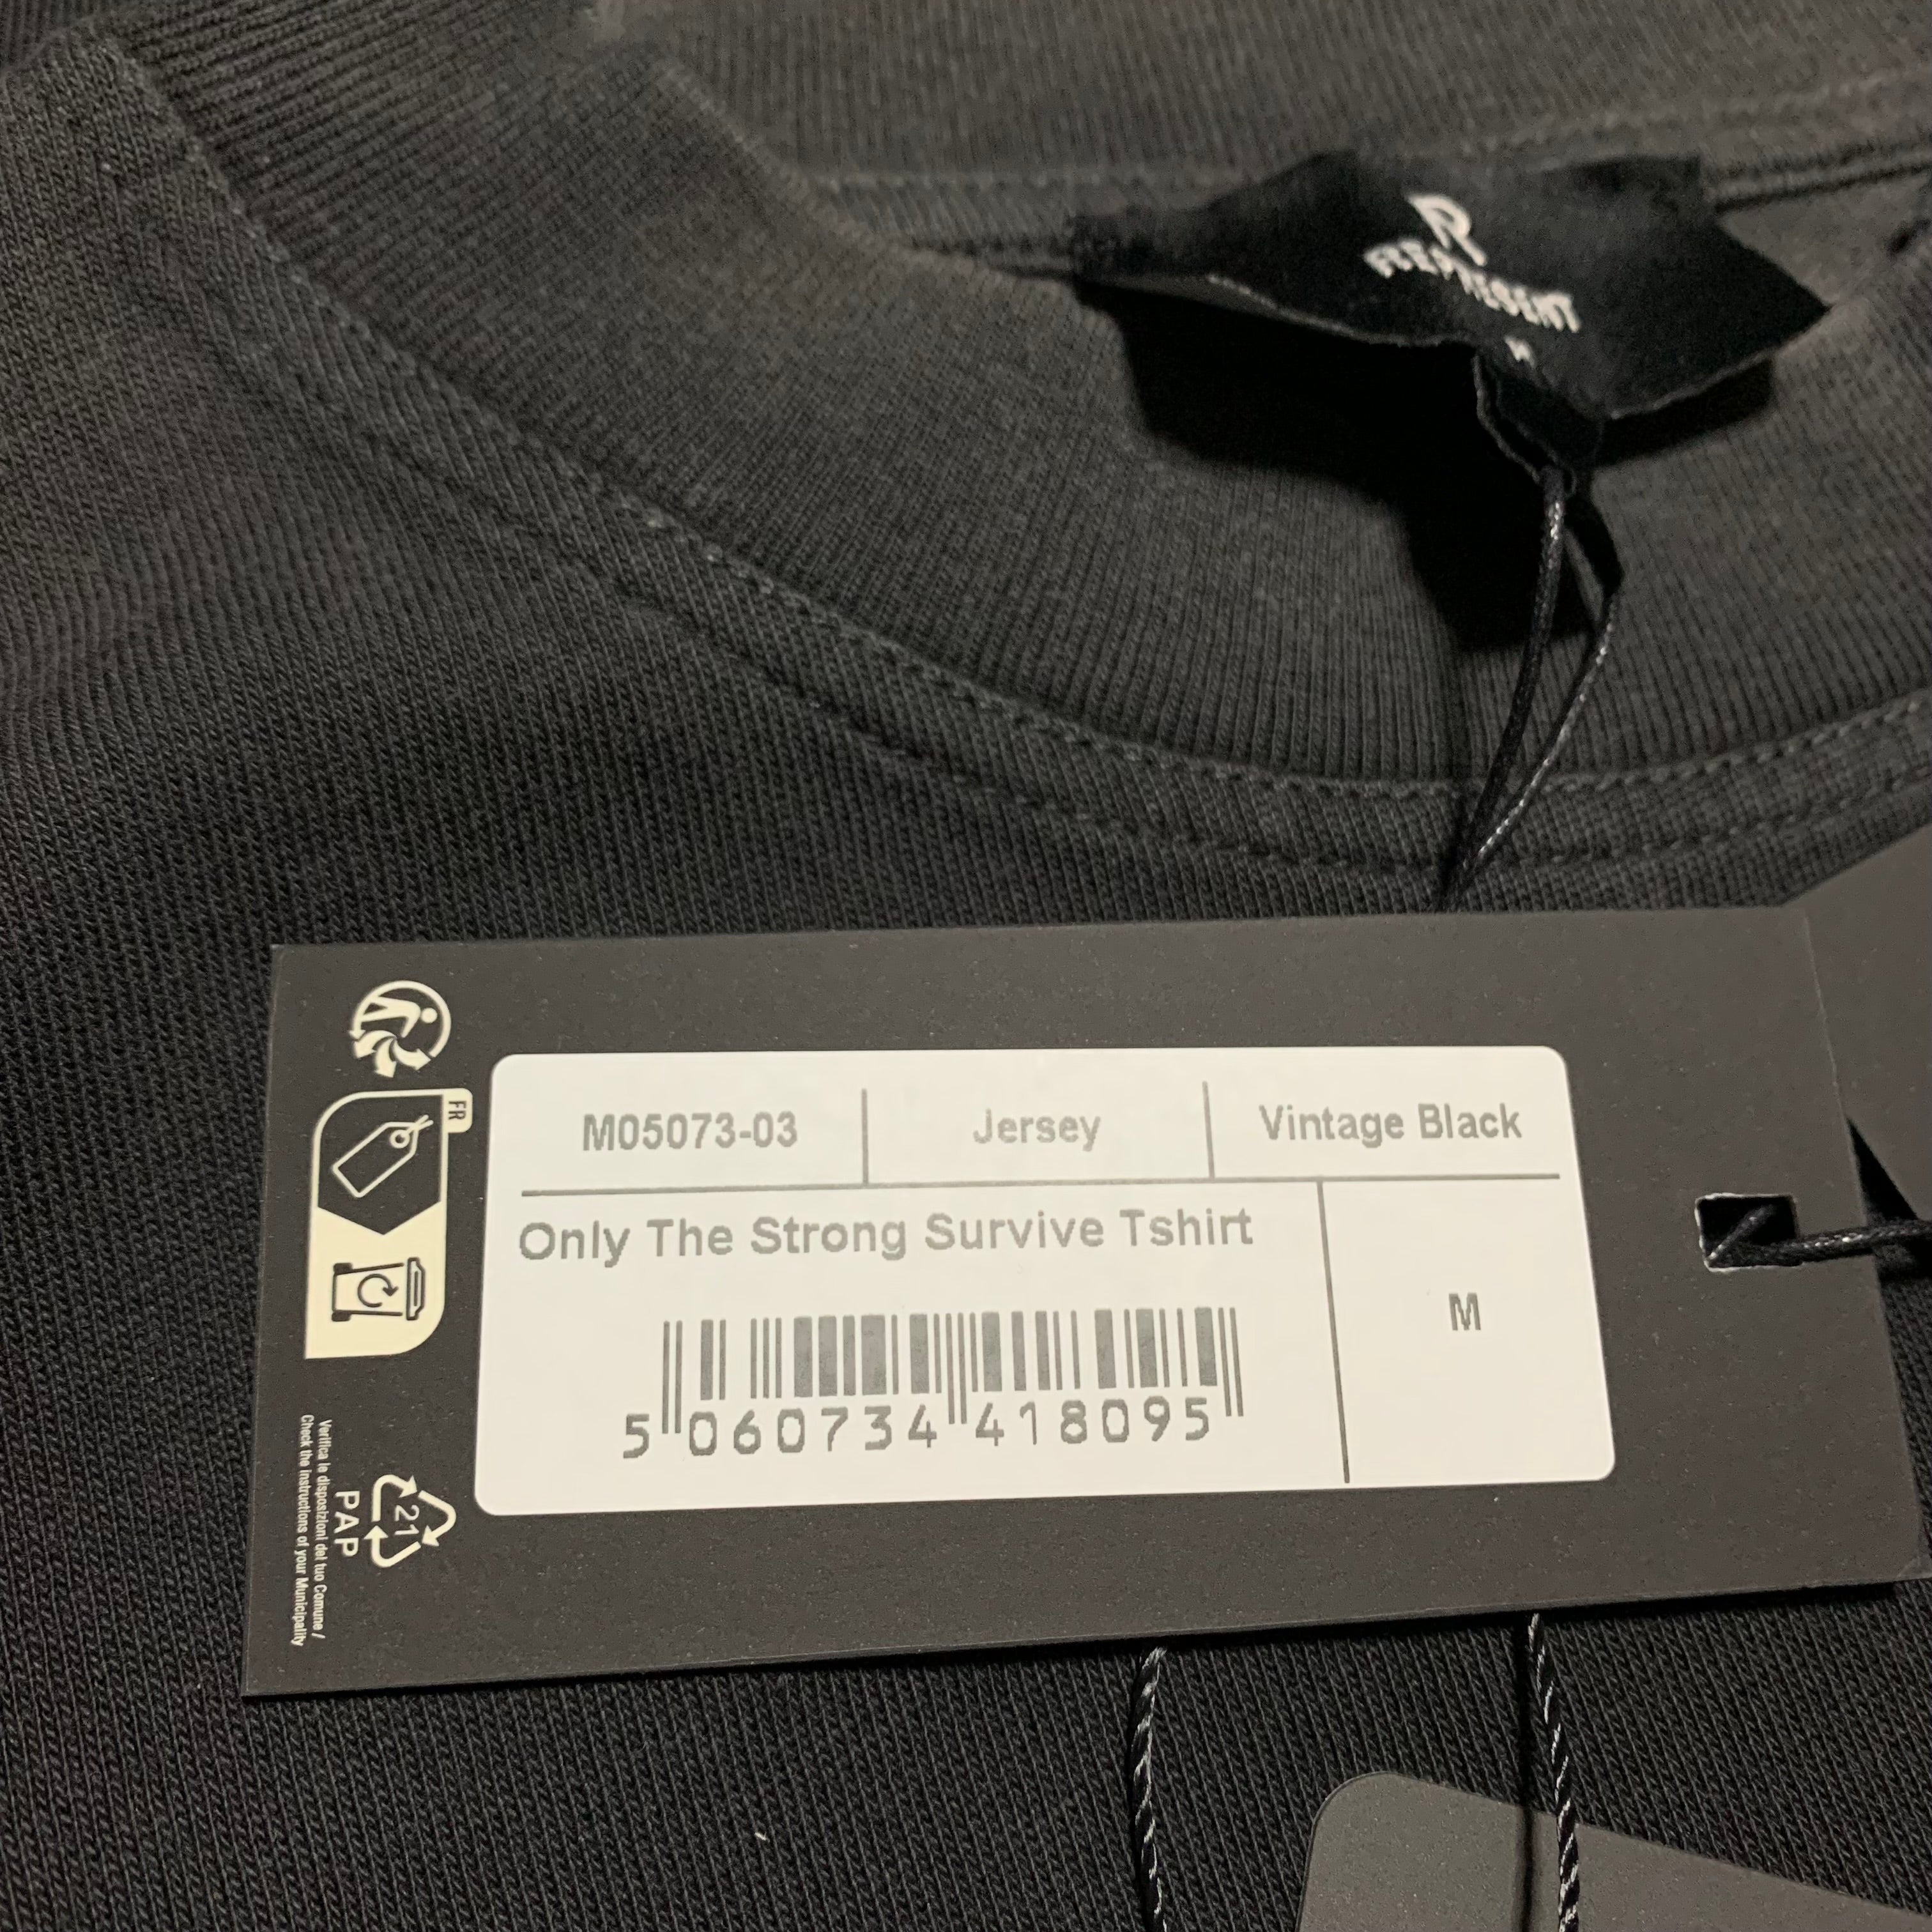 R
REPRESENT
M
M05073-03 Jersey Vintage Black
Only The Strong Survive Tshirt
M
5 060734 418095
FR
21
PAP
Verifica le disposizioni del tuo Comune /
Check the instructions of your Municipality